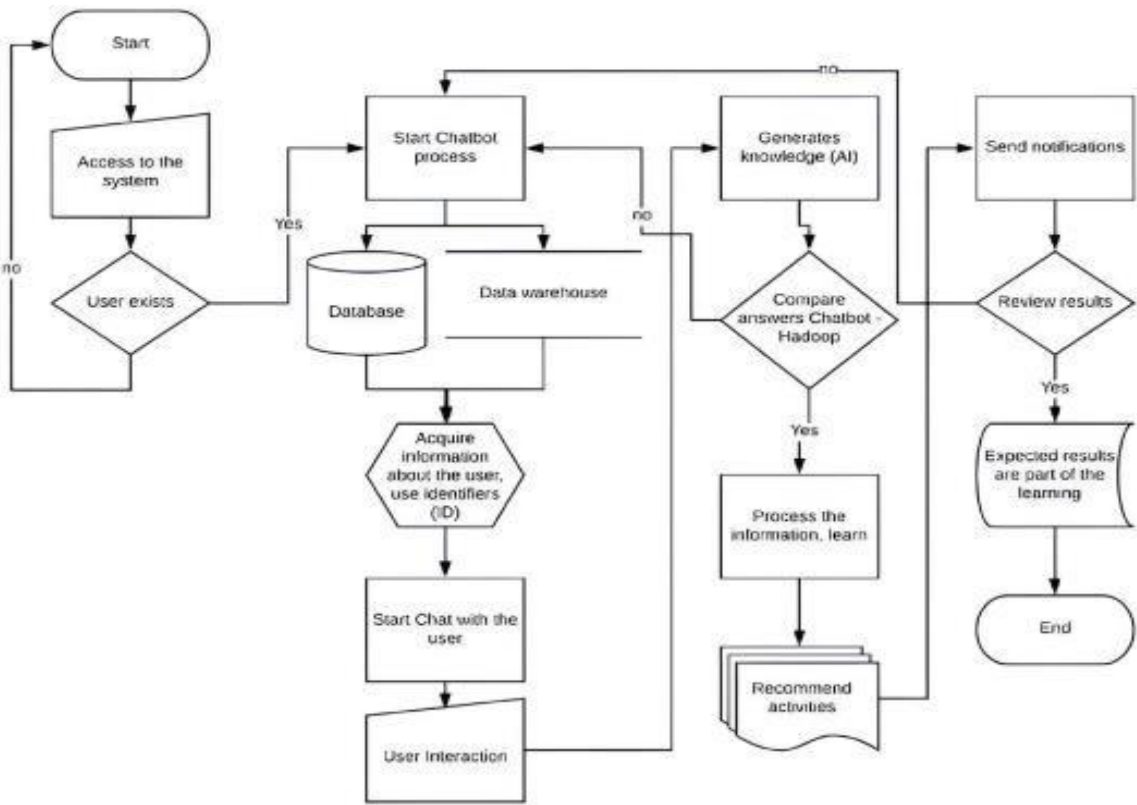 Start
Access to the
system
User exists
no
Yes
Start Chatbot
process
Database
Data warehouse
Acquire
information
about the user,
use identifiers
(ID)
Start Chat with the
user
User Interaction
Generates
knowledge (AI)
no
Compare
answers Chatbot -
Hadoop
Yes
Process the
information, learn
Recommend
activities
no
Send notifications
Review results
Yes
Expected results
are part of the
learning
End